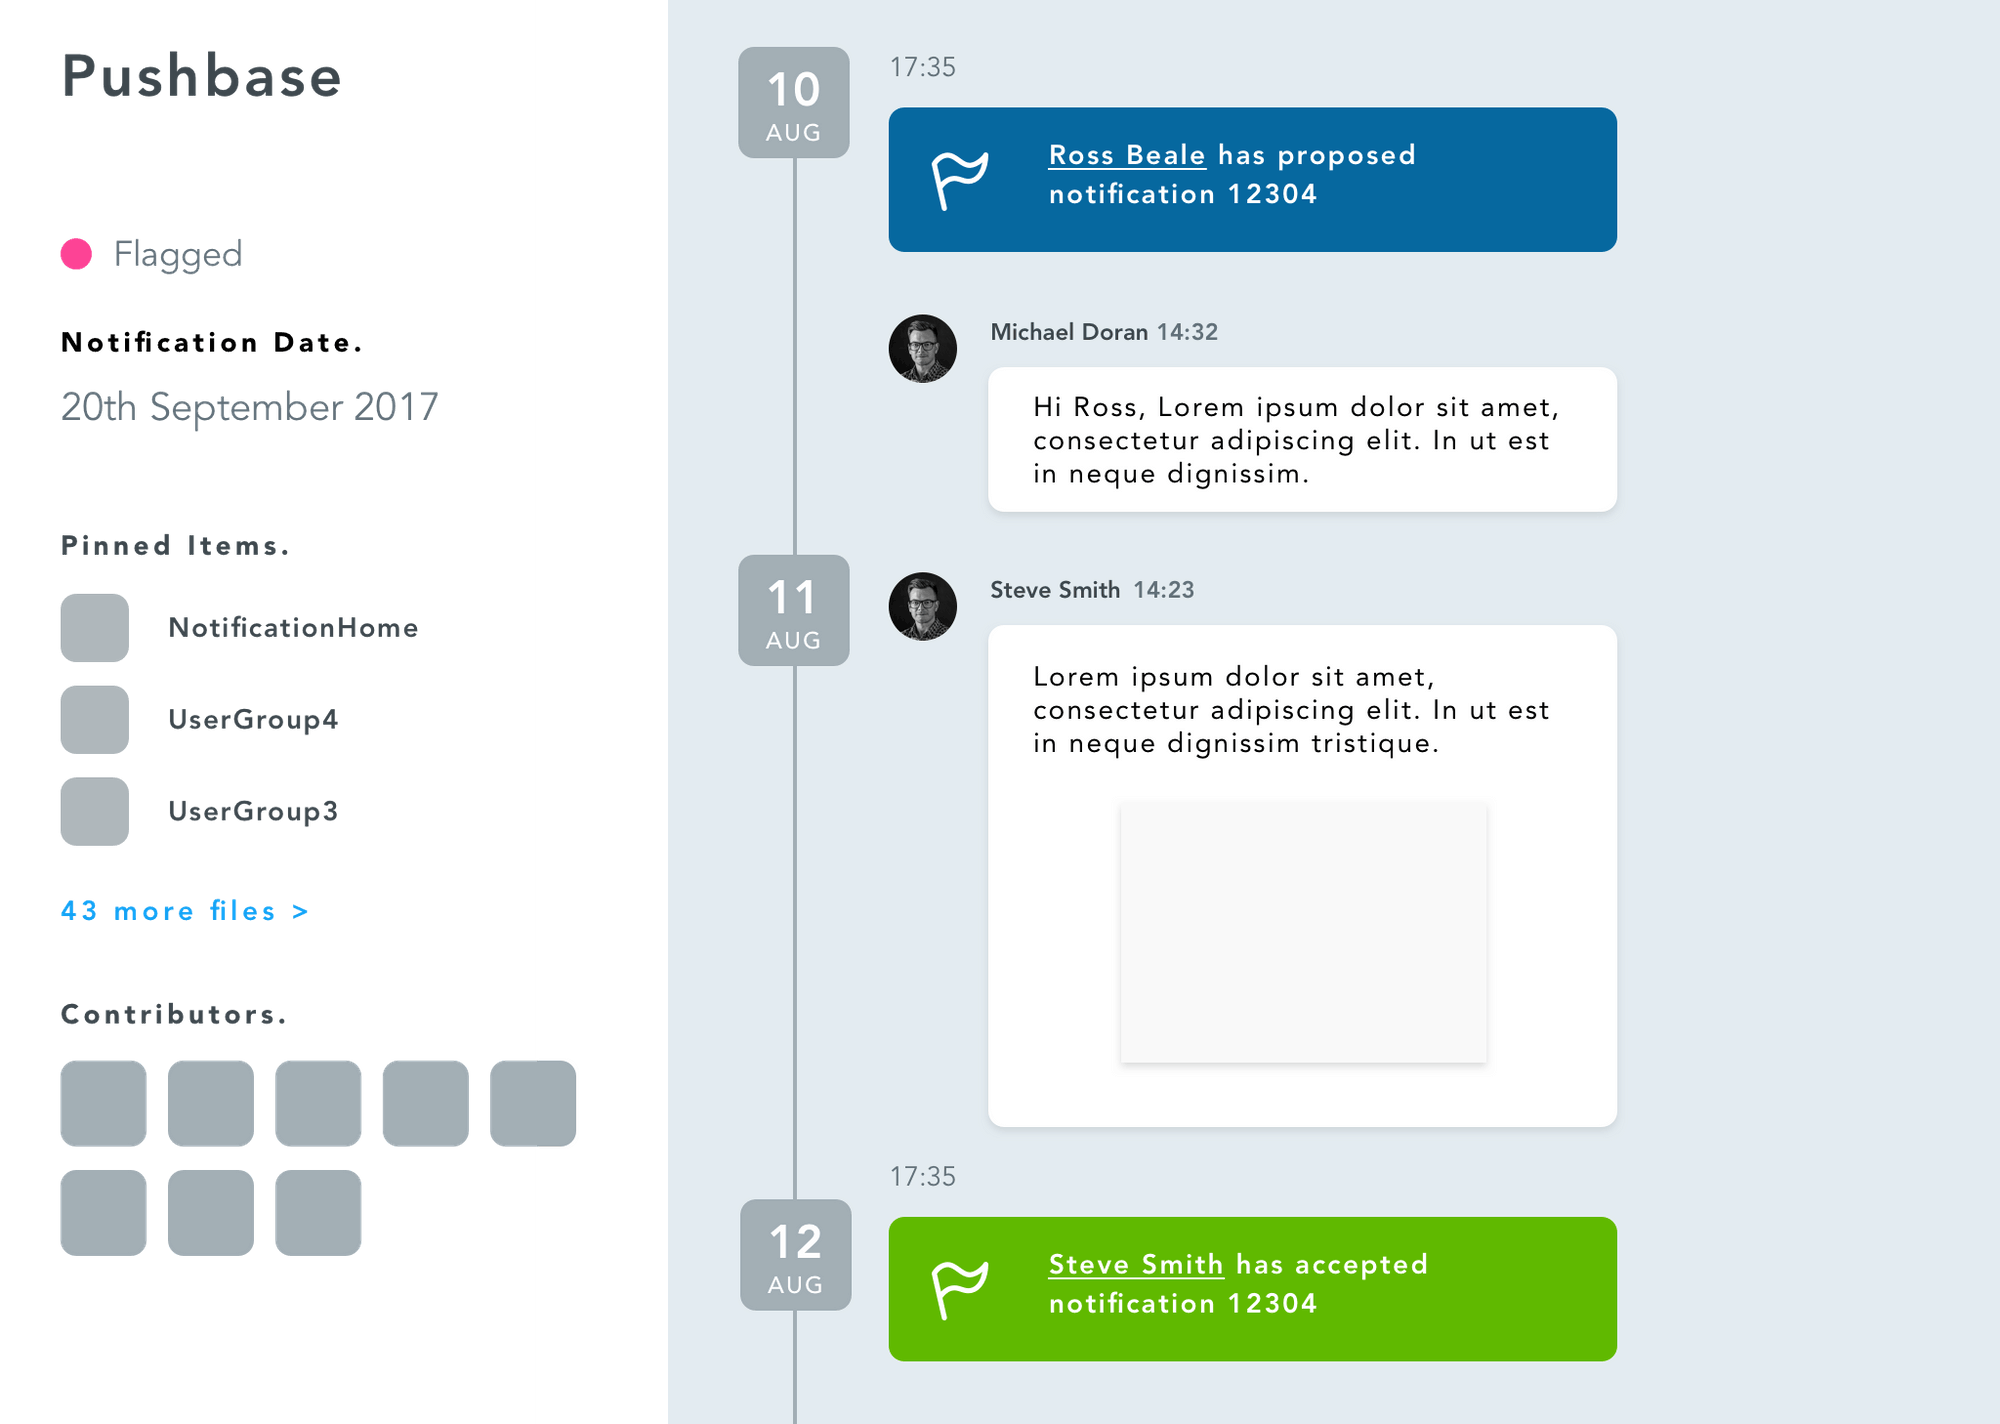 Pushbase
Flagged
Notification Date.
20th September 2017
Pinned Items.
NotificationHome
UserGroup4
UserGroup3
43 more files >
Contributors.
10
AUG
17:35
Ross Beale has proposed
notification 12304
Michael Doran 14:32
Hi Ross, Lorem ipsum dolor sit amet,
consectetur adipiscing elit. In ut est
in neque dignissim.
11
AUG
Steve Smith 14:23
Lorem ipsum dolor sit amet,
consectetur adipiscing elit. In ut est
in neque dignissim tristique.
17:35
12
AUG
Steve Smith has accepted
notification 12304